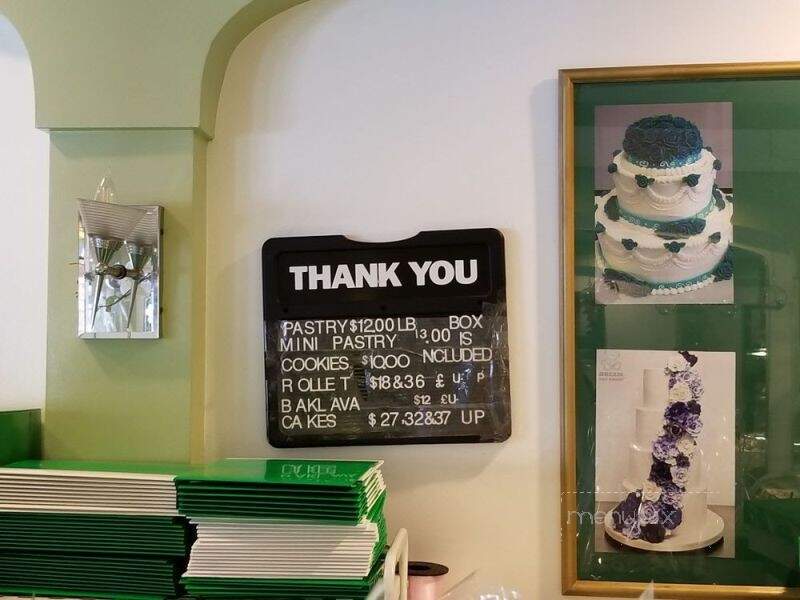 THANK YOU
PASTRY $12.00 LB BOX
MINI PASTRY 13.00 IS
COOKIES $10.00 NCLUDED
R OLLE T $18&36 £ U P
B AKL AVA $12 £U
CA KES $ 27,32&37 UP